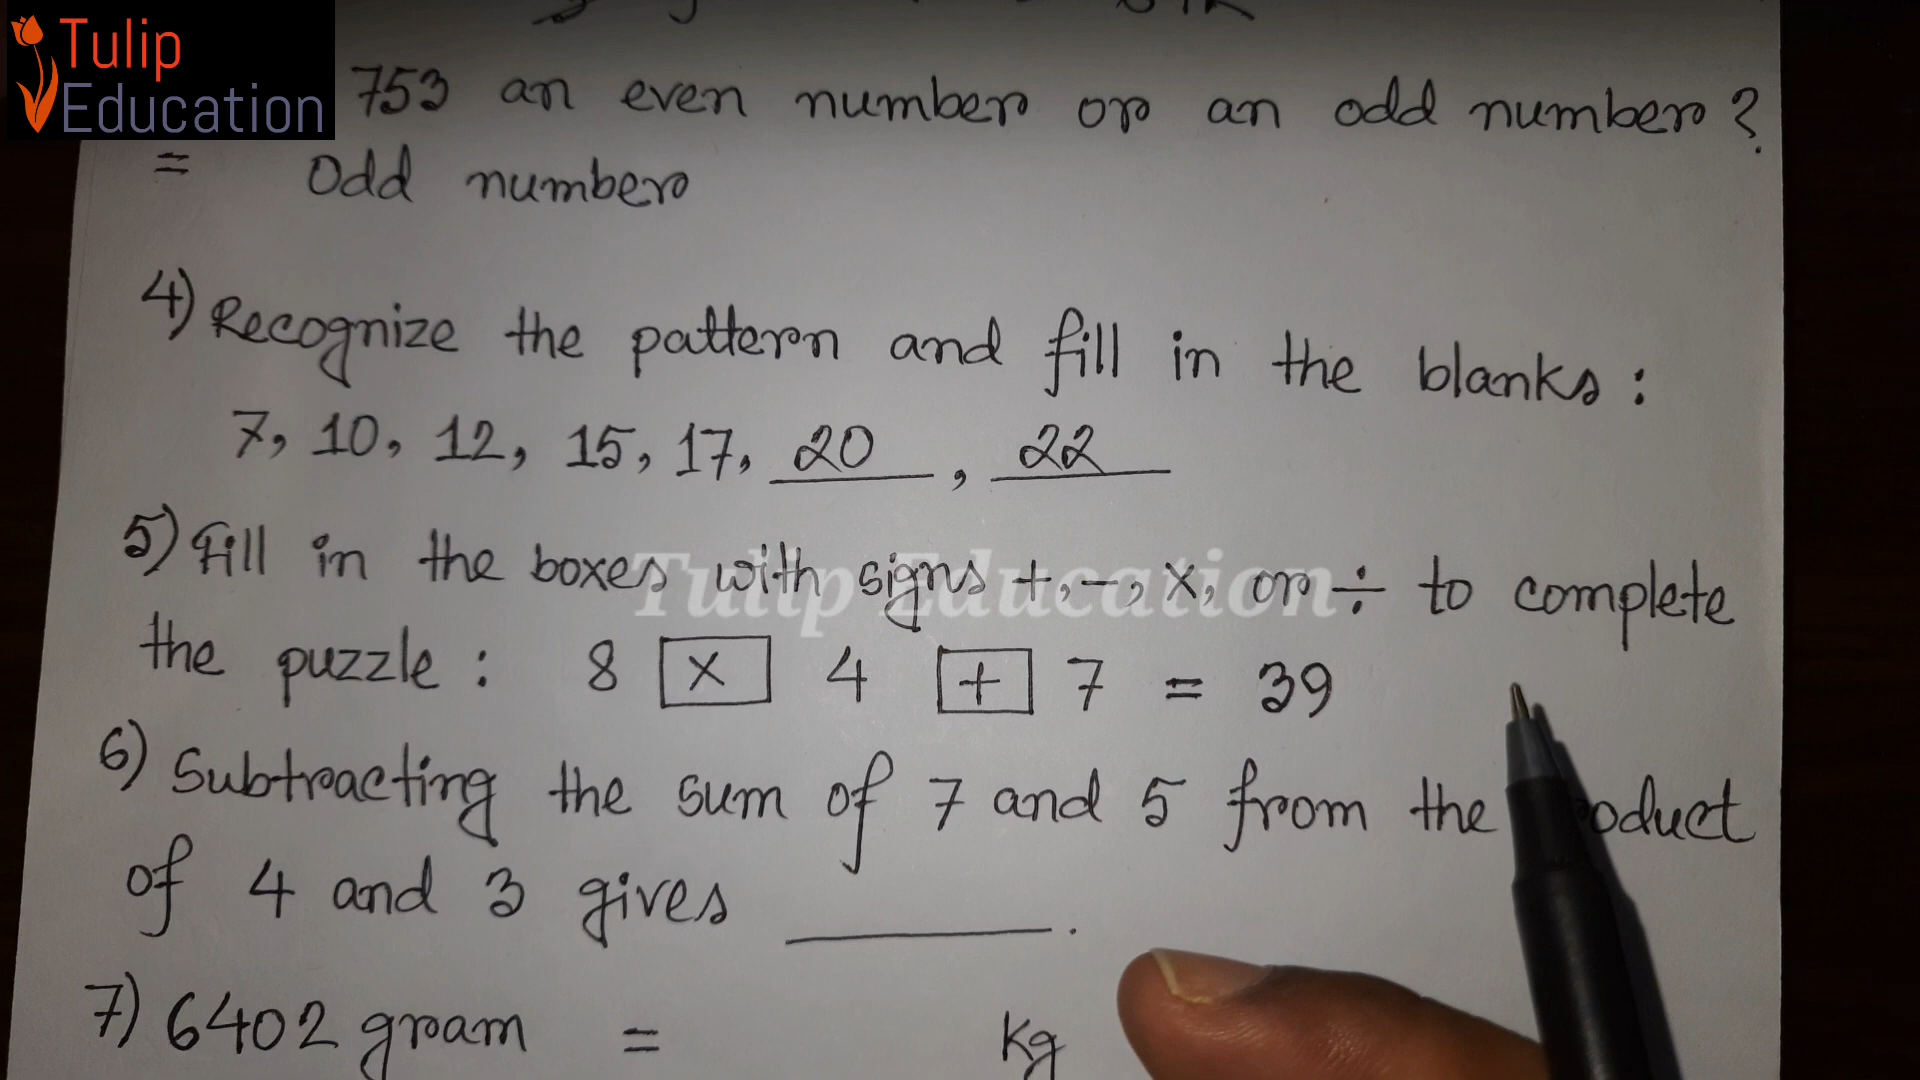 Tulip
Education
753 an even number or an odd number?
= Odd number
4) Recognize the pattern and fill in the blanks:
7, 10, 12, 15, 17, 20, 22
5) Fill in the boxes with signs +, -, x, or ÷ to complete
Tulip Education
the puzzle: 8 x 4 + 7 = 39
6) Subtracting the sum of 7 and 5 from the oduct
of 4 and 3 gives ______.
7) 6402 gram = kg